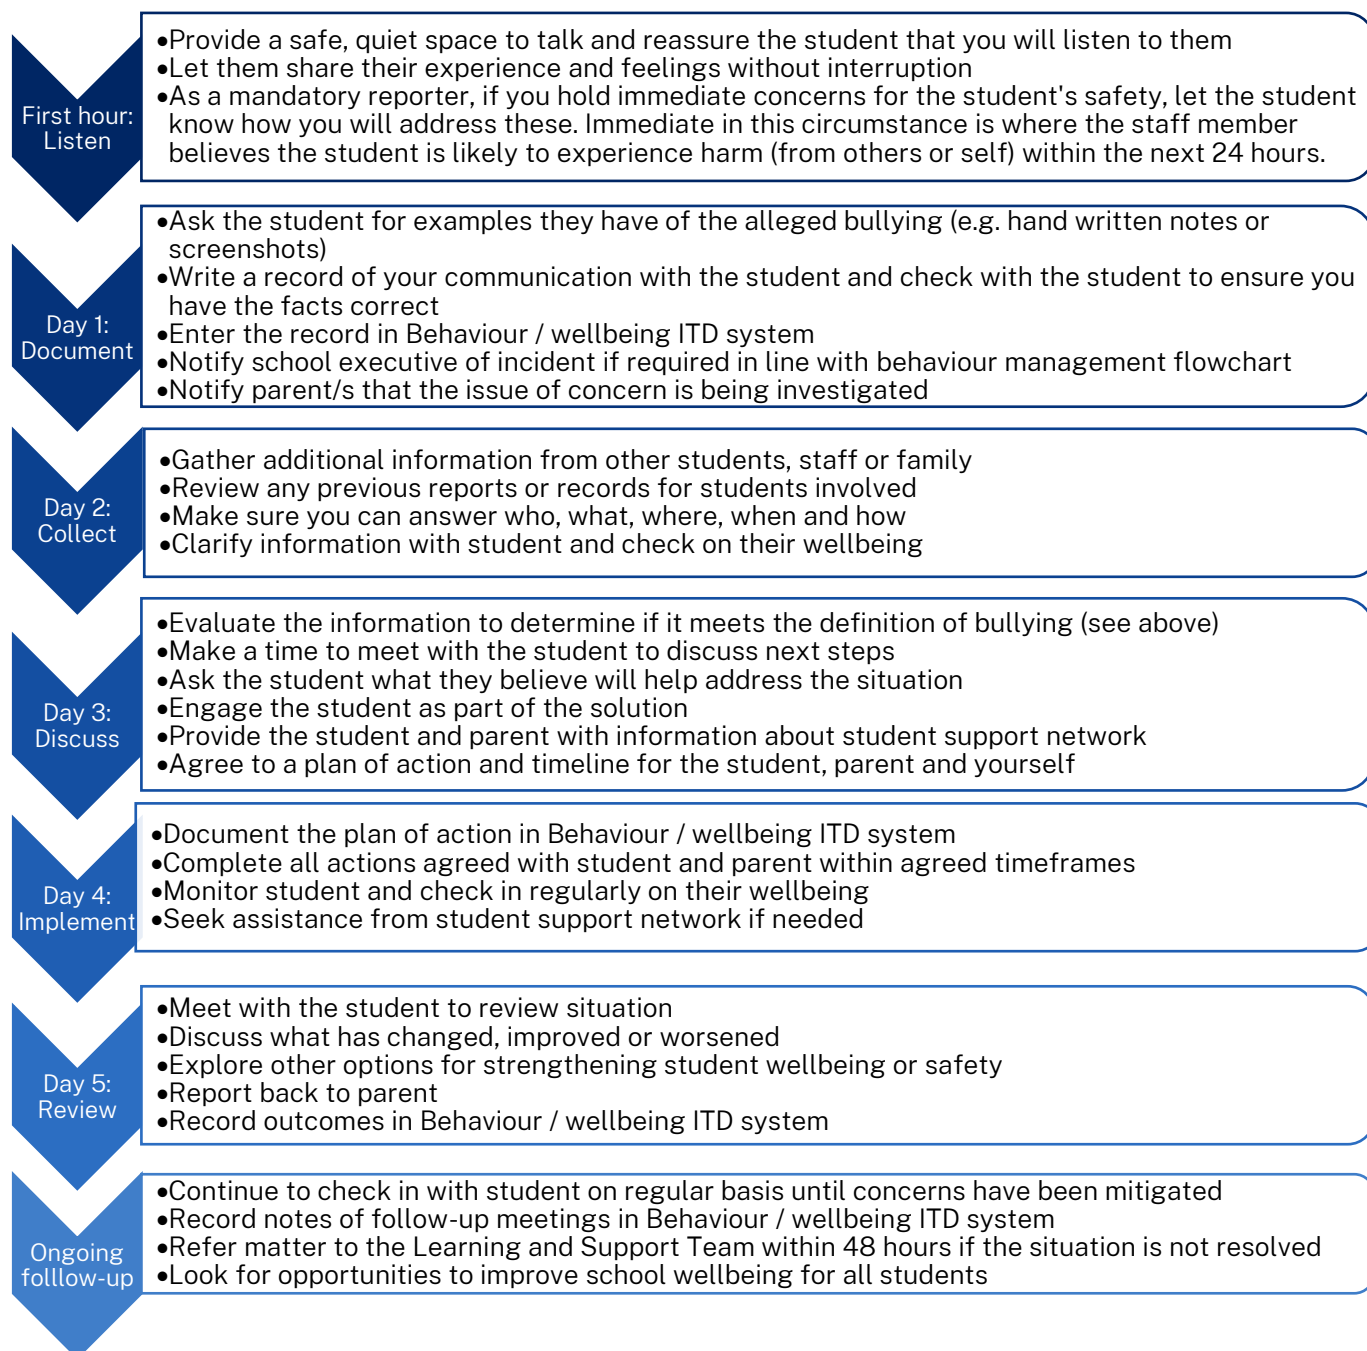 First hour:
Listen
•Provide a safe, quiet space to talk and reassure the student that you will listen to them
•Let them share their experience and feelings without interruption
•As a mandatory reporter, if you hold immediate concerns for the student's safety, let the student
know how you will address these. Immediate in this circumstance is where the staff member
believes the student is likely to experience harm (from others or self) within the next 24 hours.
Day 1:
Document
•Ask the student for examples they have of the alleged bullying (e.g. hand written notes or
screenshots)
•Write a record of your communication with the student and check with the student to ensure you
have the facts correct
•Enter the record in Behaviour / wellbeing ITD system
•Notify school executive of incident if required in line with behaviour management flowchart
•Notify parent/s that the issue of concern is being investigated
Day 2:
Collect
•Gather additional information from other students, staff or family
•Review any previous reports or records for students involved
•Make sure you can answer who, what, where, when and how
•Clarify information with student and check on their wellbeing
Day 3:
Discuss
•Evaluate the information to determine if it meets the definition of bullying (see above)
•Make a time to meet with the student to discuss next steps
•Ask the student what they believe will help address the situation
•Engage the student as part of the solution
•Provide the student and parent with information about student support network
•Agree to a plan of action and timeline for the student, parent and yourself
Day 4:
Implement
•Document the plan of action in Behaviour / wellbeing ITD system
•Complete all actions agreed with student and parent within agreed timeframes
•Monitor student and check in regularly on their wellbeing
•Seek assistance from student support network if needed
Day 5:
Review
•Meet with the student to review situation
•Discuss what has changed, improved or worsened
•Explore other options for strengthening student wellbeing or safety
•Report back to parent
•Record outcomes in Behaviour / wellbeing ITD system
Ongoing
folllow-up
•Continue to check in with student on regular basis until concerns have been mitigated
•Record notes of follow-up meetings in Behaviour / wellbeing ITD system
•Refer matter to the Learning and Support Team within 48 hours if the situation is not resolved
•Look for opportunities to improve school wellbeing for all students